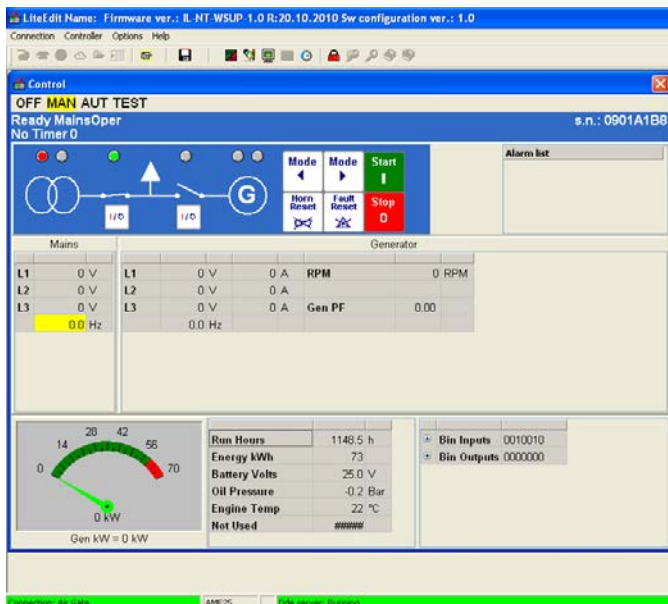 LiteEdit Name: Firmware ver.: IL-NT-WSUP-1.0 R:20.10.2010 Sw configuration ver.: 1.0
Connection Controller Options Help
Control
OFF MAN AUT TEST
Ready MainsOper s.n.: 0901A1B8
No Timer 0
Mode Mode Start
I
Horn Reset Fault Reset Stop
0
G
I/O I/O
Alarm list
Mains Generator
L1 0 V L1 0 V 0 A RPM 0 RPM
L2 0 V L2 0 V 0 A
L3 0 V L3 0 V 0 A Gen PF 0.00
0.0 Hz 0.0 Hz
0 14 28 42 56 70
0 kW
Gen kW = 0 kW
Run Hours 1148.5 h
Energy kWh 73
Battery Volts 25.0 V
Oil Pressure -0.2 Bar
Engine Temp 22 °C
Not Used #####
Bin Inputs 0010010
Bin Outputs 0000000
Connection: Air Gate AMF25 Dde server: Running